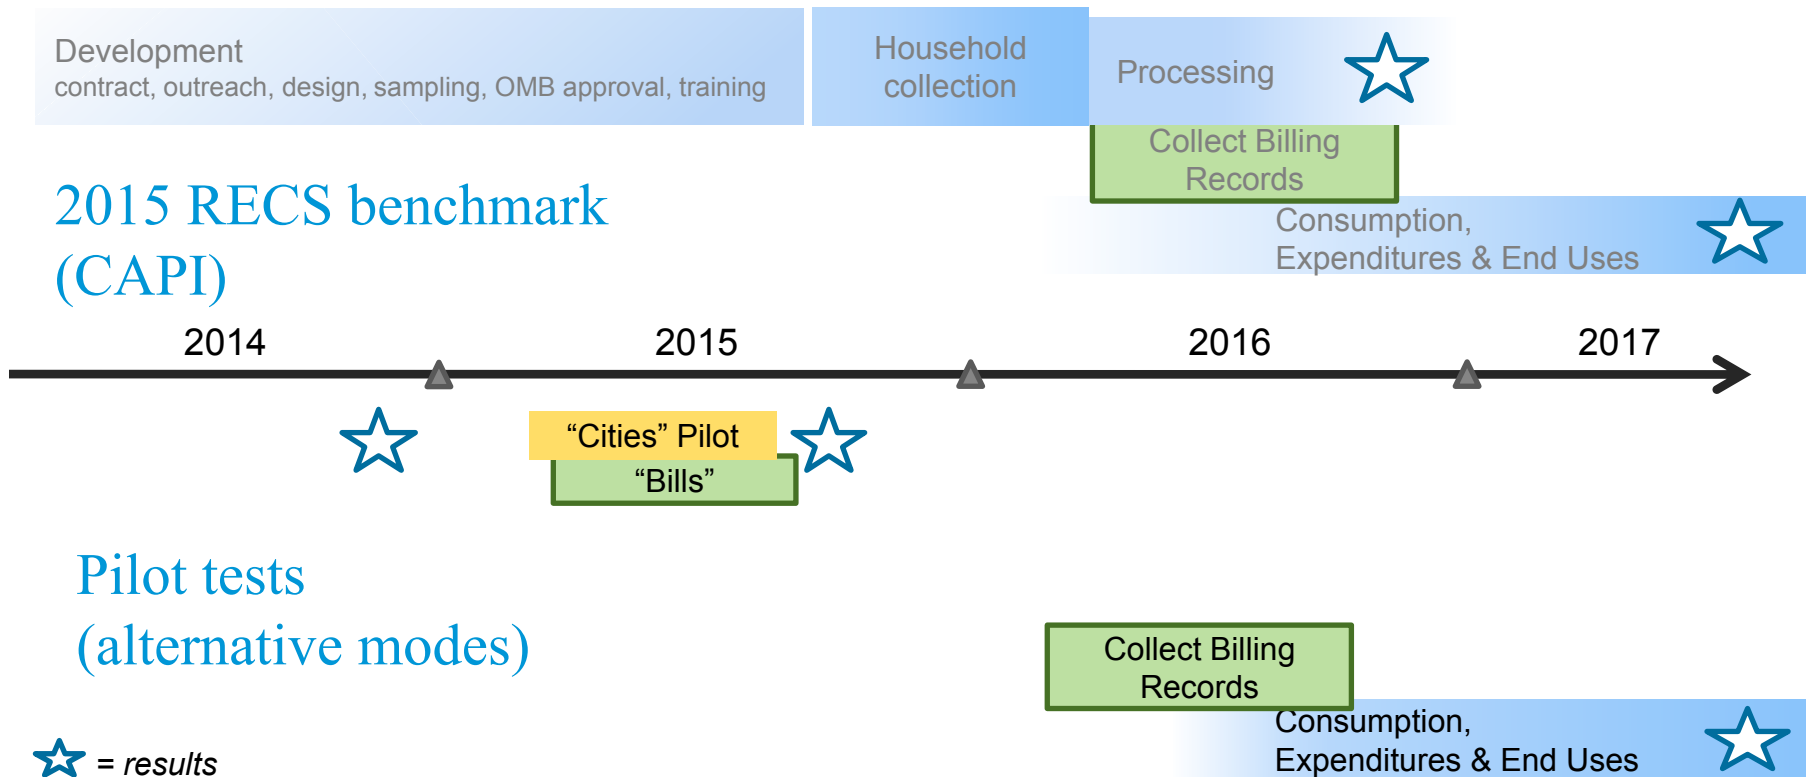 Development
contract, outreach, design, sampling, OMB approval, training
Household
collection
Processing
Collect Billing
Records
2015 RECS benchmark
(CAPI)
Consumption,
Expenditures & End Uses
2014
2015
2016
2017
“Cities” Pilot
“Bills”
Pilot tests
(alternative modes)
Collect Billing
Records
Consumption,
Expenditures & End Uses
= results